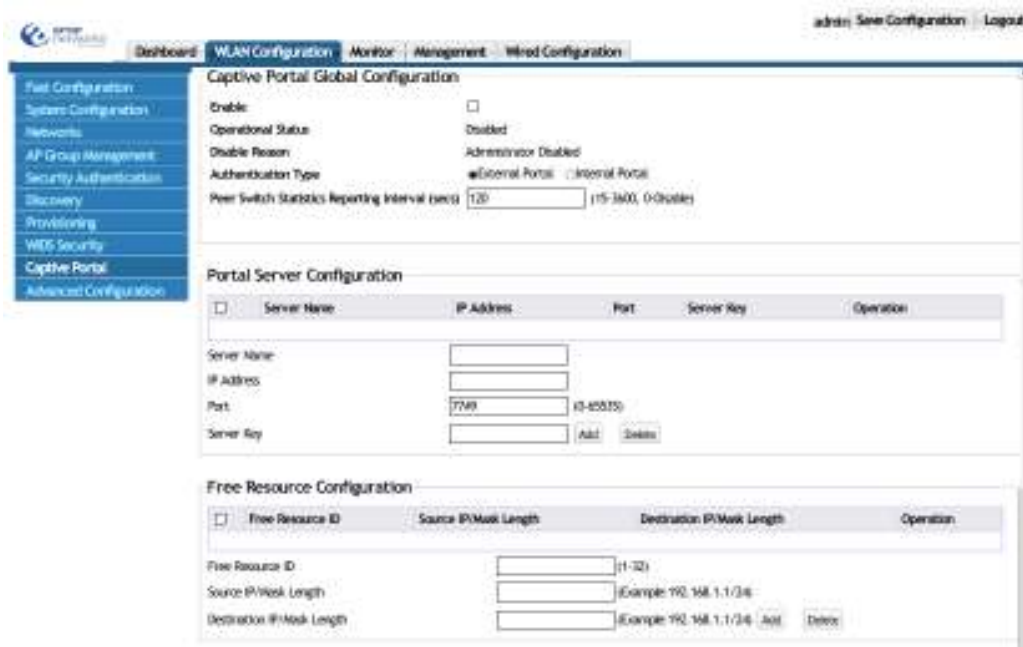 admin Save Configuration Logout
Dashboard WLAN Configuration Monitor Management Wired Configuration
Fast Configuration
System Configuration
Networks
AP Group Management
Security Authentication
Discovery
Provisioning
WIDS Security
Captive Portal
Advanced Configuration
Captive Portal Global Configuration
Enable
Operational Status Disabled
Disable Reason Administrator Disabled
Authentication Type External Portal Internal Portal
Peer Switch Statistics Reporting Interval (secs) 120 (15-3600, 0-Disable)
Portal Server Configuration
Server Name IP Address Port Server Key Operation
Server Name
IP Address
Port 7749 (0-65535)
Server Key Add Delete
Free Resource Configuration
Free Resource ID Source IP/Mask Length Destination IP/Mask Length Operation
Free Resource ID (1-32)
Source IP/Mask Length (Example 192.168.1.1/24)
Destination IP/Mask Length (Example 192.168.1.1/24) Add Delete